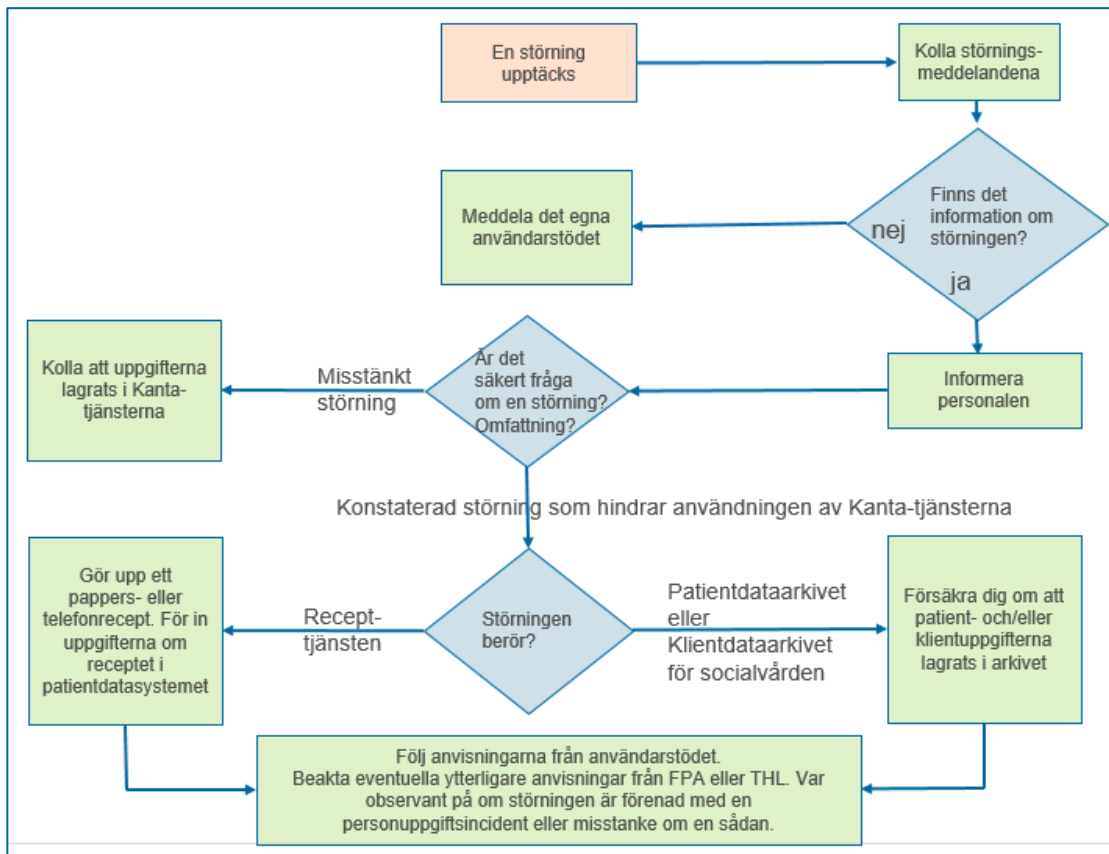 En störning
upptäcks
Kolla störnings-
meddelandena
Finns det
information om
störningen?
nej
ja
Meddela det egna
användarstödet
Informera
personalen
Är det
säkert fråga
om en störning?
Omfattning?
Misstänkt
störning
Kolla att uppgifterna
lagrats i Kanta-
tjänsterna
Konstaterad störning som hindrar användningen av Kanta-tjänsterna
Störningen
berör?
Recept-
tjänsten
Gör upp ett
pappers- eller
telefonrecept. För in
uppgifterna om
receptet i
patientdatasystemet
Patientdataarkivet
eller
Klientdataarkivet
för socialvården
Försäkra dig om att
patient- och/eller
klientuppgifterna
lagrats i arkivet
Följ anvisningarna från användarstödet.
Beakta eventuella ytterligare anvisningar från FPA eller THL. Var
observant på om störningen är förenad med en
personuppgiftsincident eller misstanke om en sådan.